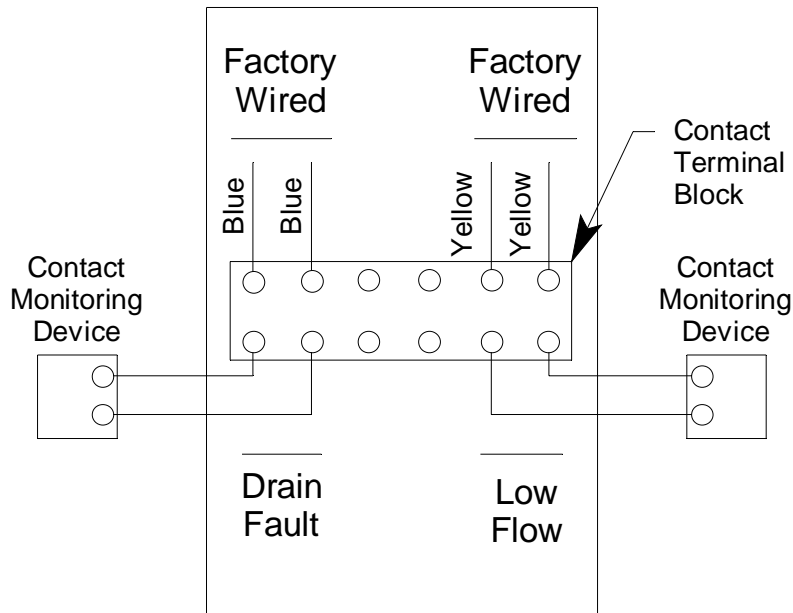 Factory
Wired
Factory
Wired
Contact
Terminal
Block
Blue
Blue
Yellow
Yellow
Contact
Monitoring
Device
Contact
Monitoring
Device
Drain
Fault
Low
Flow